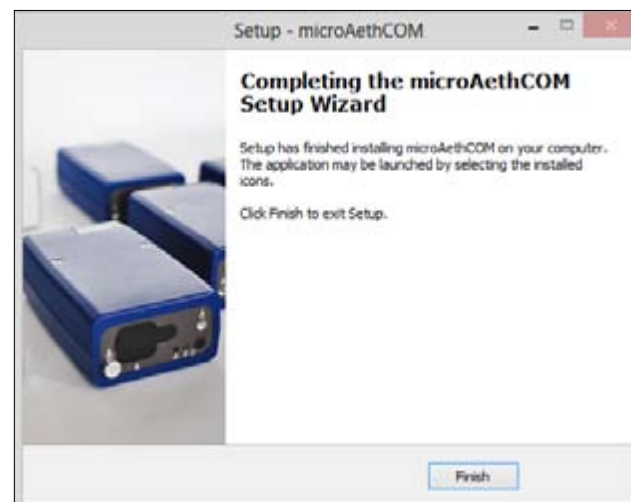 Setup - microAethCOM
Completing the microAethCOM
Setup Wizard
Setup has finished installing microAethCOM on your computer.
The application may be launched by selecting the installed
icons.
Click Finish to exit Setup.
Finish